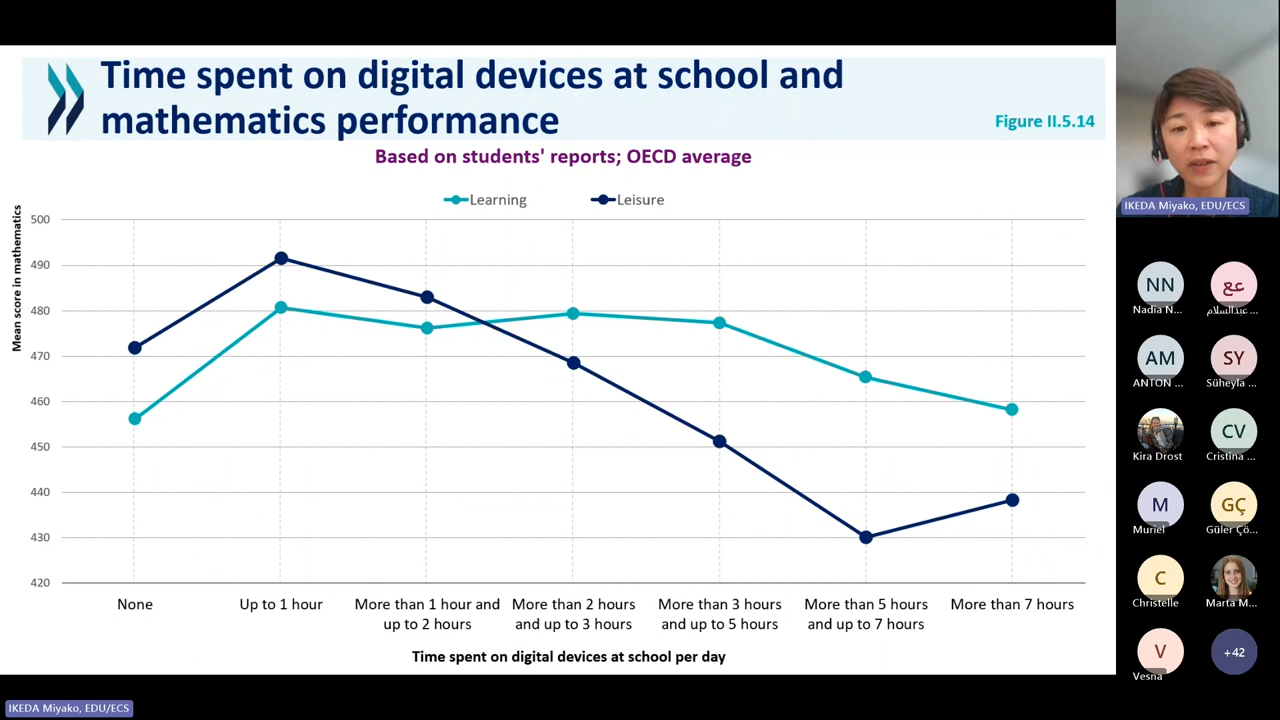 Time spent on digital devices at school and
mathematics performance
Figure II.5.14
Based on students' reports; OECD average
Learning
Leisure
Mean score in mathematics
500
490
480
470
460
450
440
430
420
None
Up to 1 hour
More than 1 hour and
up to 2 hours
More than 2 hours
and up to 3 hours
More than 3 hours
and up to 5 hours
More than 5 hours
and up to 7 hours
More than 7 hours
Time spent on digital devices at school per day
IKEDA Miyako, EDU/ECS
NN
Nadia N...
عع
عبدالسلام ...
AM
ANTON ...
SY
Süheyla ...
Kira Drost
CV
Cristina ...
M
Muriel
GÇ
Güler Çö...
C
Christelle
Marta M...
V
Vesna
+42
IKEDA Miyako, EDU/ECS